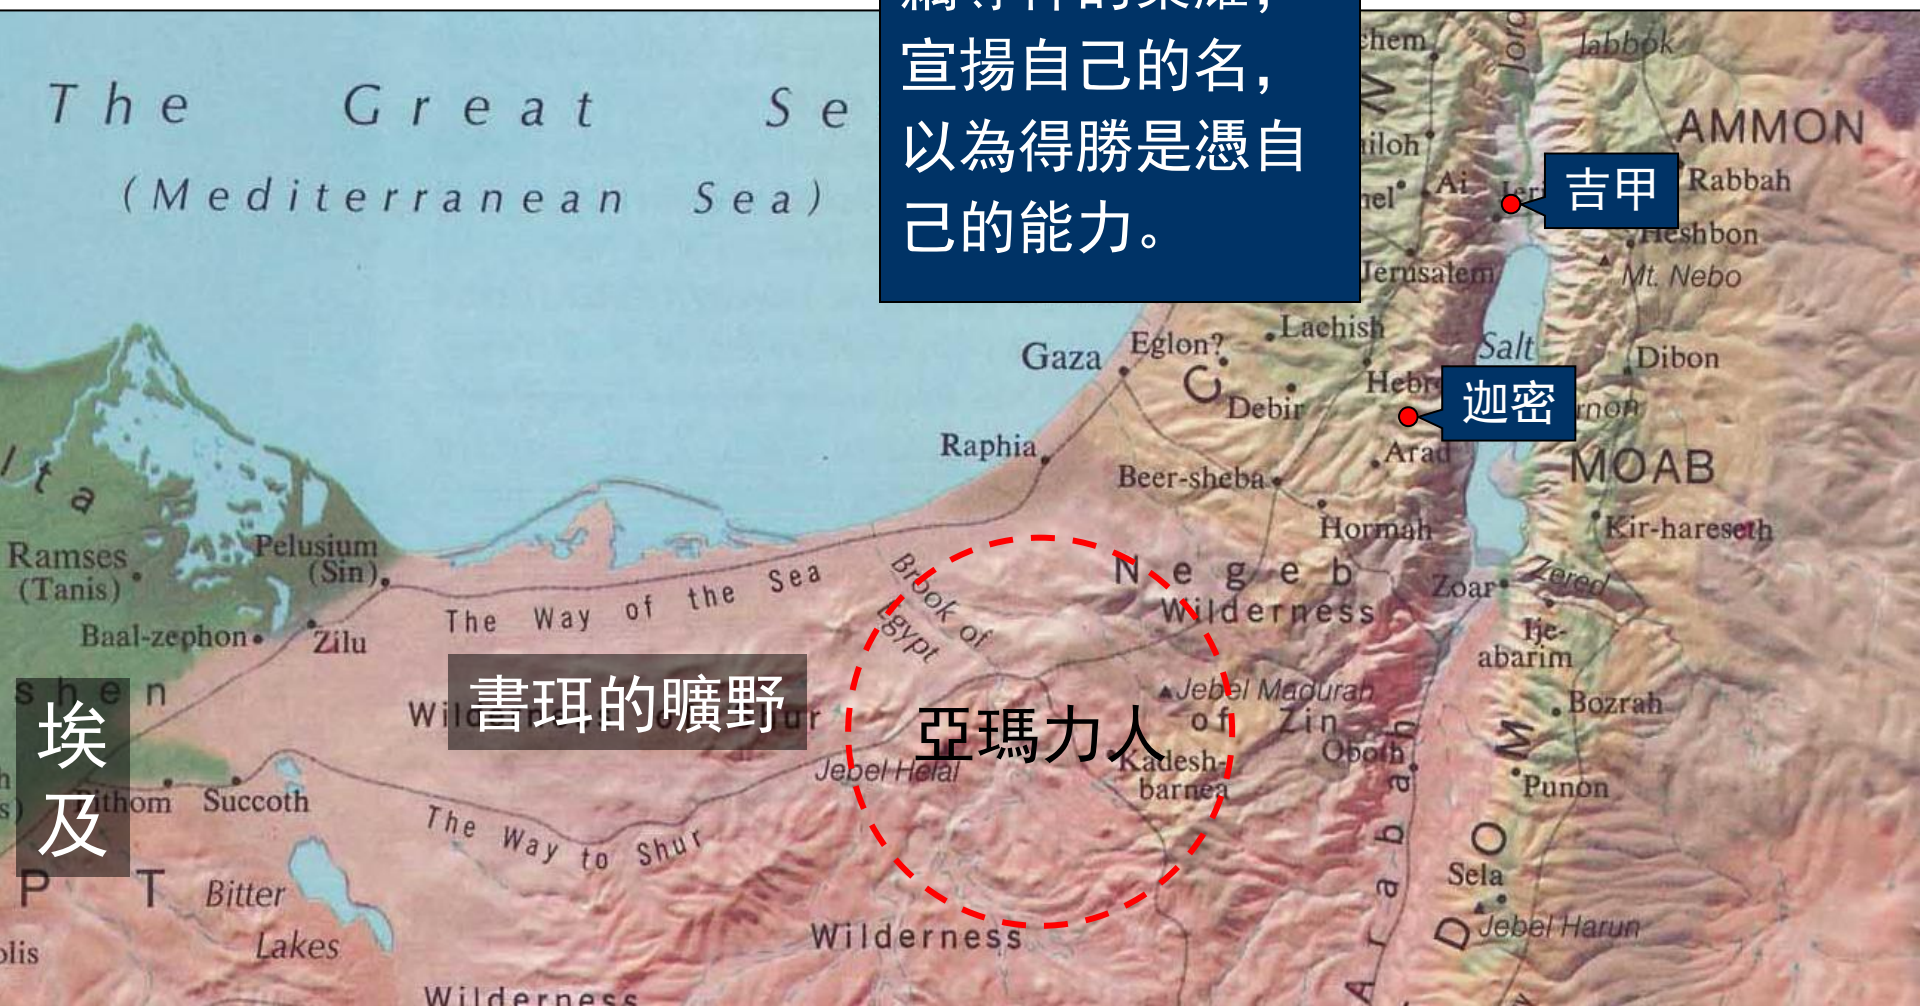 宣揚自己的名，
以為得勝是憑自
己的能力。
The Great Se
(Mediterranean Sea)
Jabbok
AMMON
Rabbah
吉甲
Ai
Heshbon
Mt. Nebo
Jerusalem
Lachish
Eglon?
Gaza
Salt
Dibon
Debir
C
迦密
MOAB
Raphia
Arad
Beer-sheba
Hormah
Kir-hareseth
Ramses
(Tanis)
Pelusium
(Sin)
The Way of the Sea
Brook of
Egypt
Negeb
Wilderness
Zoar
Zered
Baal-zephon
Zilu
Ije-
abarim
書珥的曠野
Jebel Madurah
of Zin
Bozrah
埃
及
亞瑪力人
Jebel Helal
Kadesh-
barnea
Oboth
Punon
Succoth
The Way to Shur
P T
Bitter
Lakes
Sela
Jebel Harun
Wilderness
Wilderness